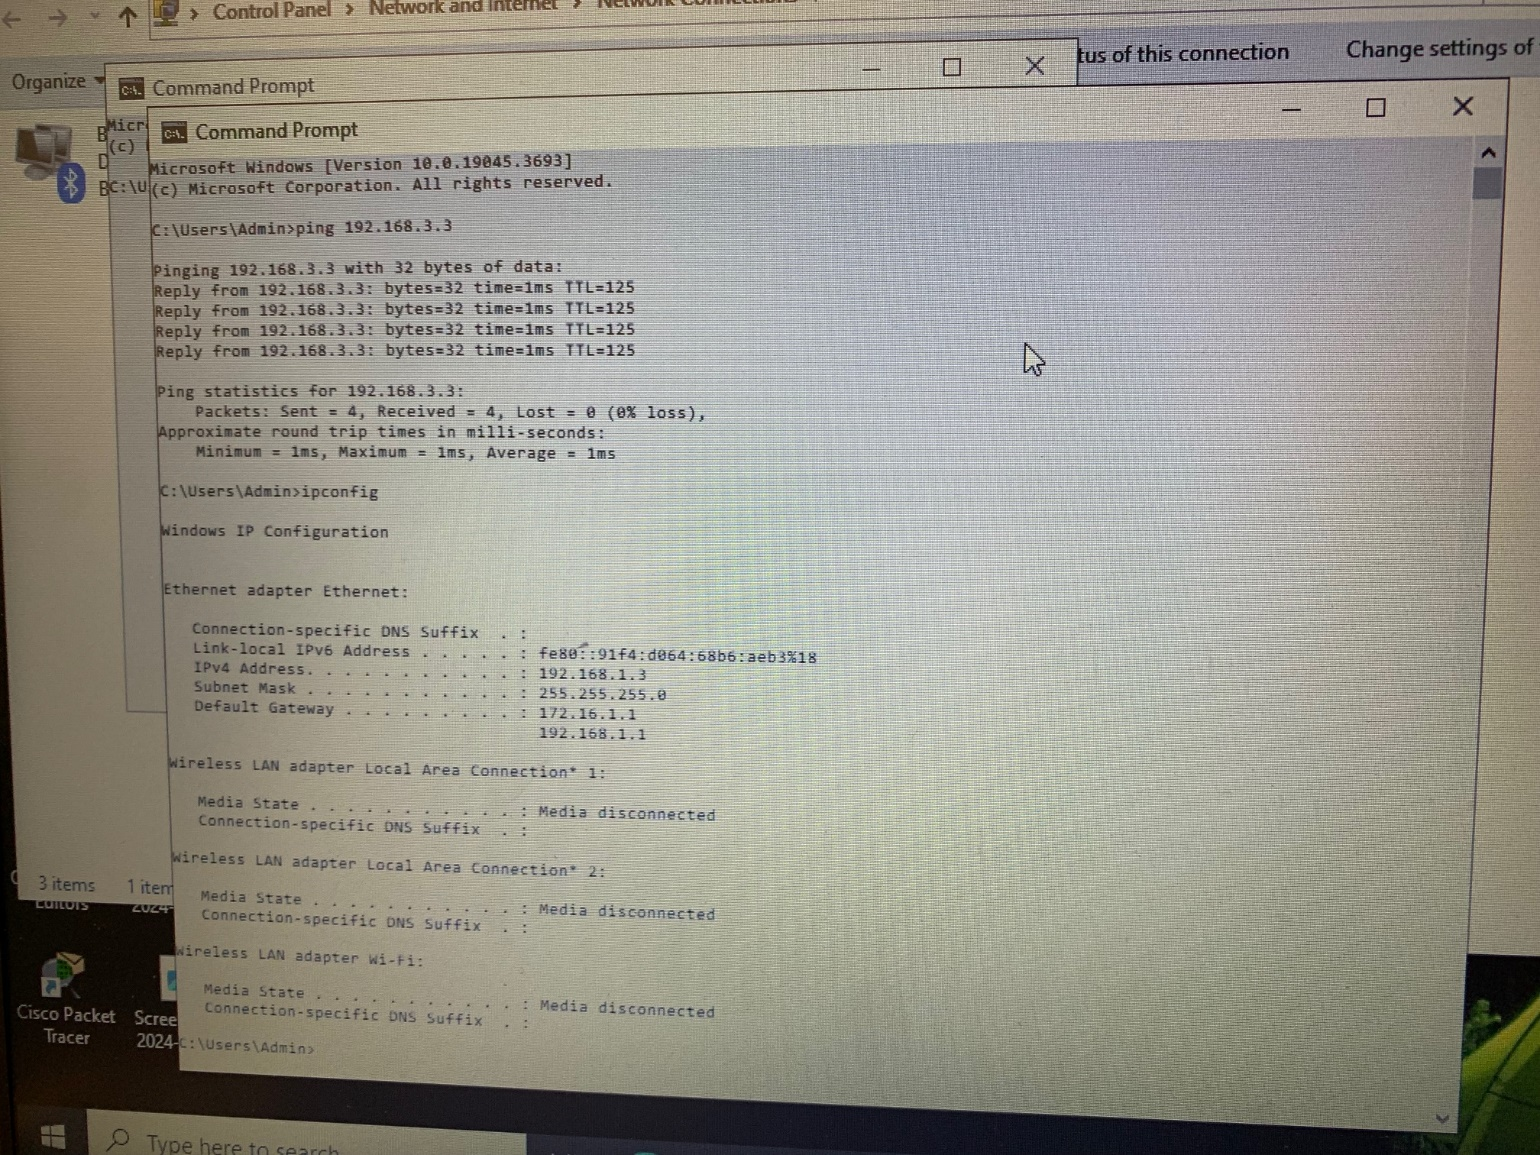 Control Panel > Network and Internet >
Organize
tus of this connection
Change settings of
Command Prompt
Micr
(c)
C:\U
Command Prompt
Microsoft Windows [Version 10.0.19045.3693]
(c) Microsoft Corporation. All rights reserved.
C:\Users\Admin>ping 192.168.3.3
Pinging 192.168.3.3 with 32 bytes of data:
Reply from 192.168.3.3: bytes=32 time=1ms TTL=125
Reply from 192.168.3.3: bytes=32 time=1ms TTL=125
Reply from 192.168.3.3: bytes=32 time=1ms TTL=125
Reply from 192.168.3.3: bytes=32 time=1ms TTL=125
Ping statistics for 192.168.3.3:
Packets: Sent = 4, Received = 4, Lost = 0 (0% loss),
Approximate round trip times in milli-seconds:
Minimum = 1ms, Maximum = 1ms, Average = 1ms
C:\Users\Admin>ipconfig
Windows IP Configuration
Ethernet adapter Ethernet:
Connection-specific DNS Suffix . :
Link-local IPv6 Address . . . . . : fe80::91f4:d064:68b6:aeb3%18
IPv4 Address. . . . . . . . . . . : 192.168.1.3
Subnet Mask . . . . . . . . . . . : 255.255.255.0
Default Gateway . . . . . . . . . : 172.16.1.1
192.168.1.1
Wireless LAN adapter Local Area Connection* 1:
Media State . . . . . . . . . . . : Media disconnected
Connection-specific DNS Suffix . :
Wireless LAN adapter Local Area Connection* 2:
Media State . . . . . . . . . . . : Media disconnected
Connection-specific DNS Suffix . :
Wireless LAN adapter Wi-Fi:
Media State . . . . . . . . . . . : Media disconnected
Connection-specific DNS Suffix . :
C:\Users\Admin>
3 items
1 item
Editors
2024-
Cisco Packet
Tracer
Scree
2024-
Type here to search